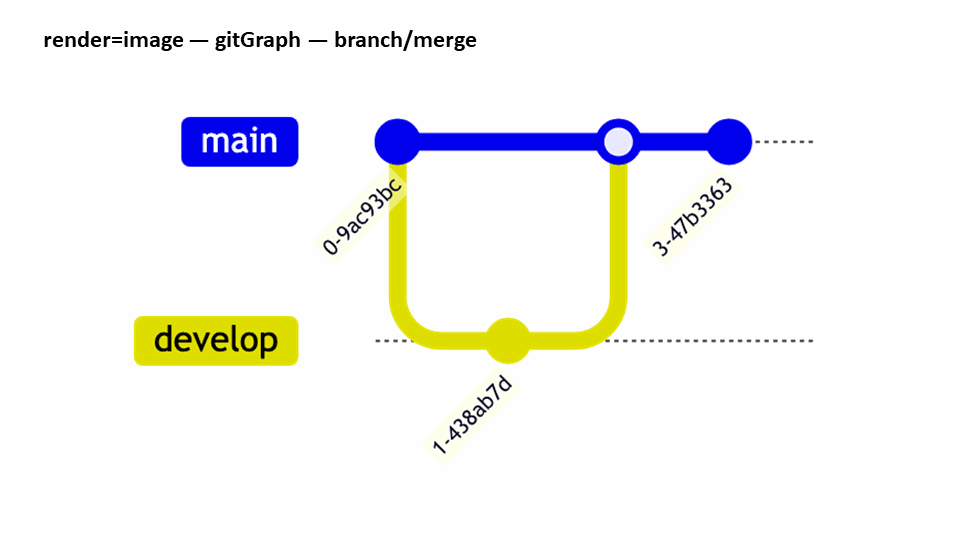 render=image — gitGraph — branch/merge
main
0-9ac93bc
3-47b3363
develop
1-438ab7d